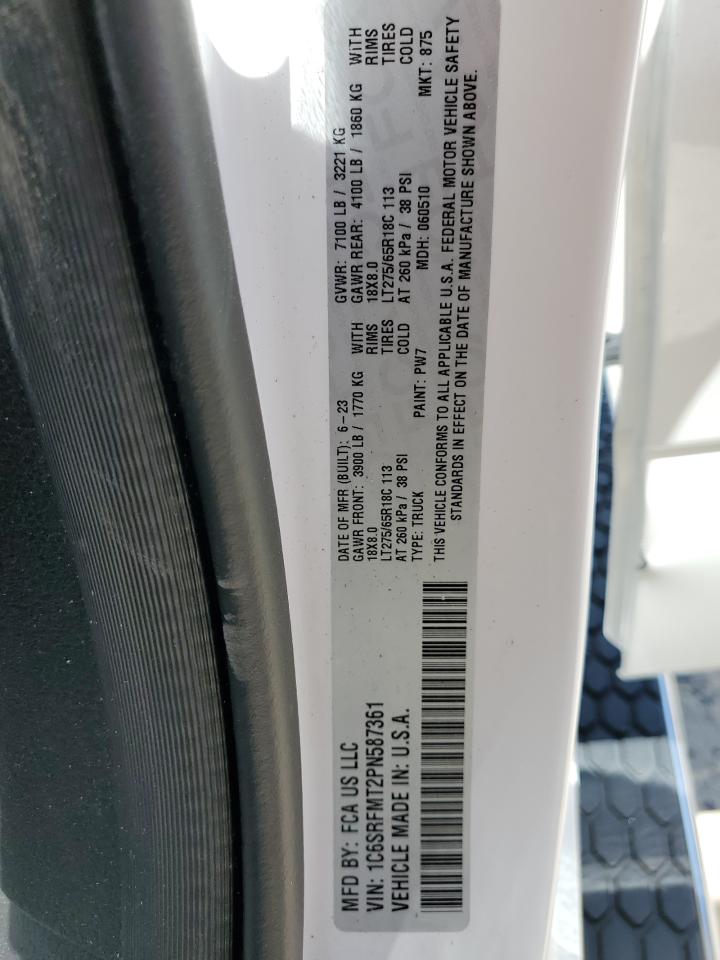 MFD BY: FCA US LLC
VIN: 1C6SRFMT2PN587361
VEHICLE MADE IN: U.S.A.
DATE OF MFR (BUILT): 6-23 GVWR: 7100 LB / 3221 KG
GAWR FRONT: 3900 LB / 1770 KG WITH GAWR REAR: 4100 LB / 1860 KG WITH
18X8.0 RIMS 18X8.0 RIMS
LT275/65R18C 113 TIRES LT275/65R18C 113 TIRES
AT 260 kPa / 38 PSI COLD AT 260 kPa / 38 PSI COLD
TYPE: TRUCK PAINT: PW7 MDH: 060510 MKT: 875
THIS VEHICLE CONFORMS TO ALL APPLICABLE U.S.A. FEDERAL MOTOR VEHICLE SAFETY
STANDARDS IN EFFECT ON THE DATE OF MANUFACTURE SHOWN ABOVE.